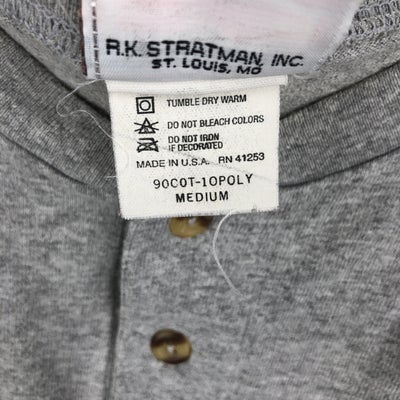 R.K. STRATMAN, INC.
ST. LOUIS, MO
TUMBLE DRY WARM
DO NOT BLEACH COLORS
DO NOT IRON
IF DECORATED
MADE IN U.S.A. RN 41253
90COT-10POLY
MEDIUM